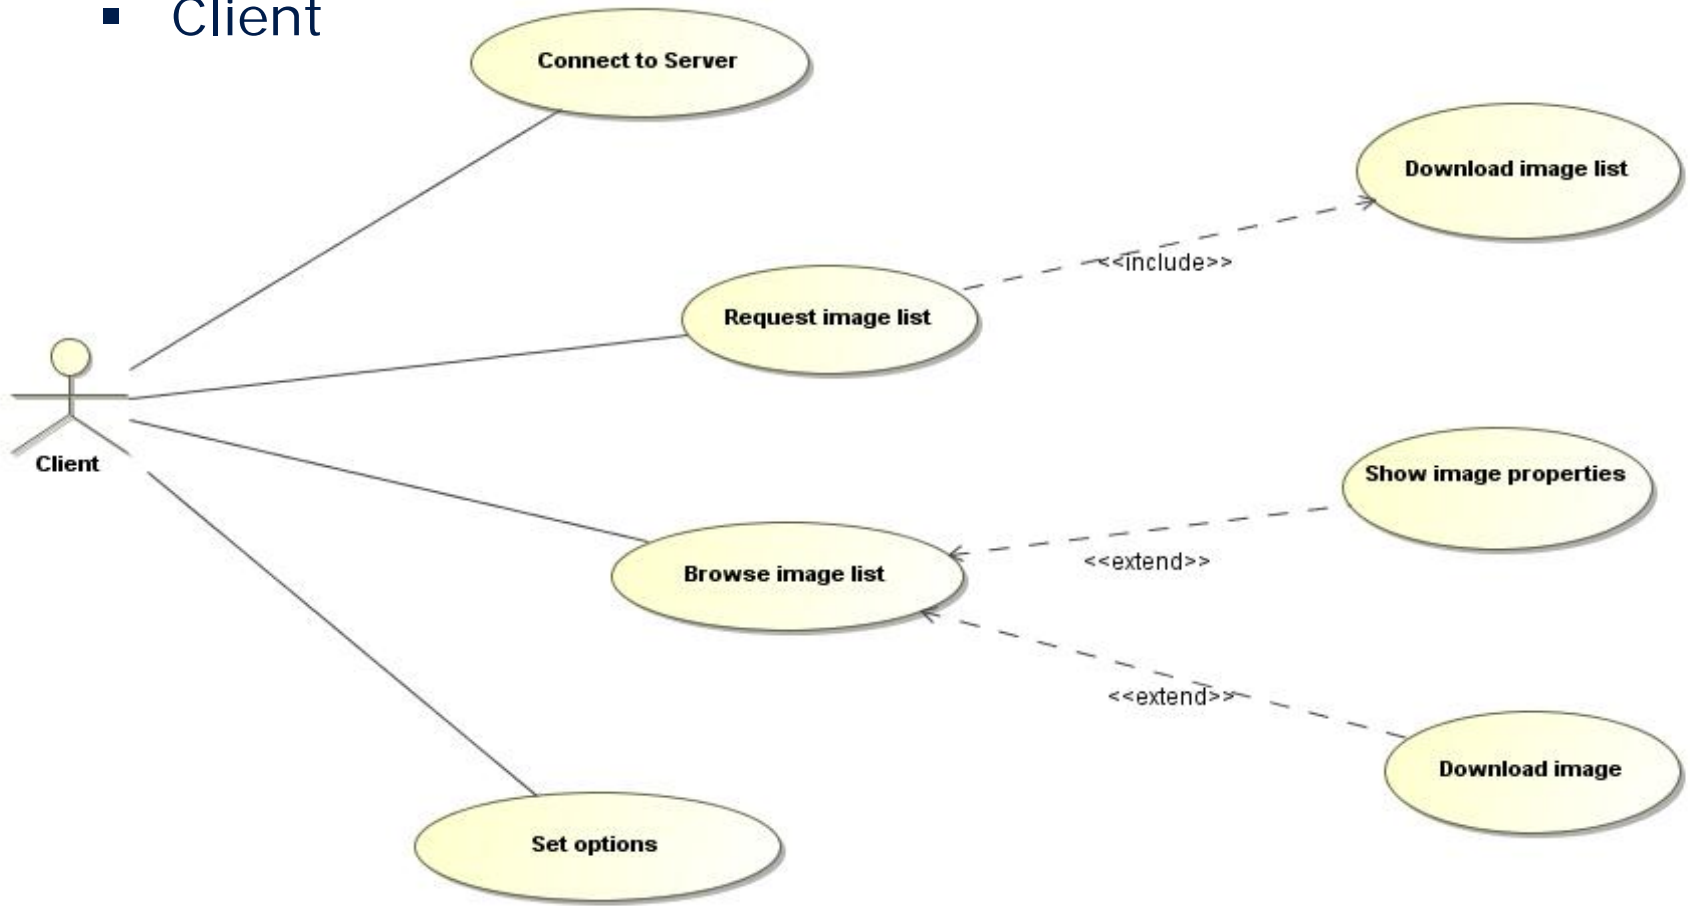 ▪ Client
Connect to Server
Download image list
<<include>>
Request image list
Client
Show image properties
<<extend>>
Browse image list
<<extend>>
Download image
Set options